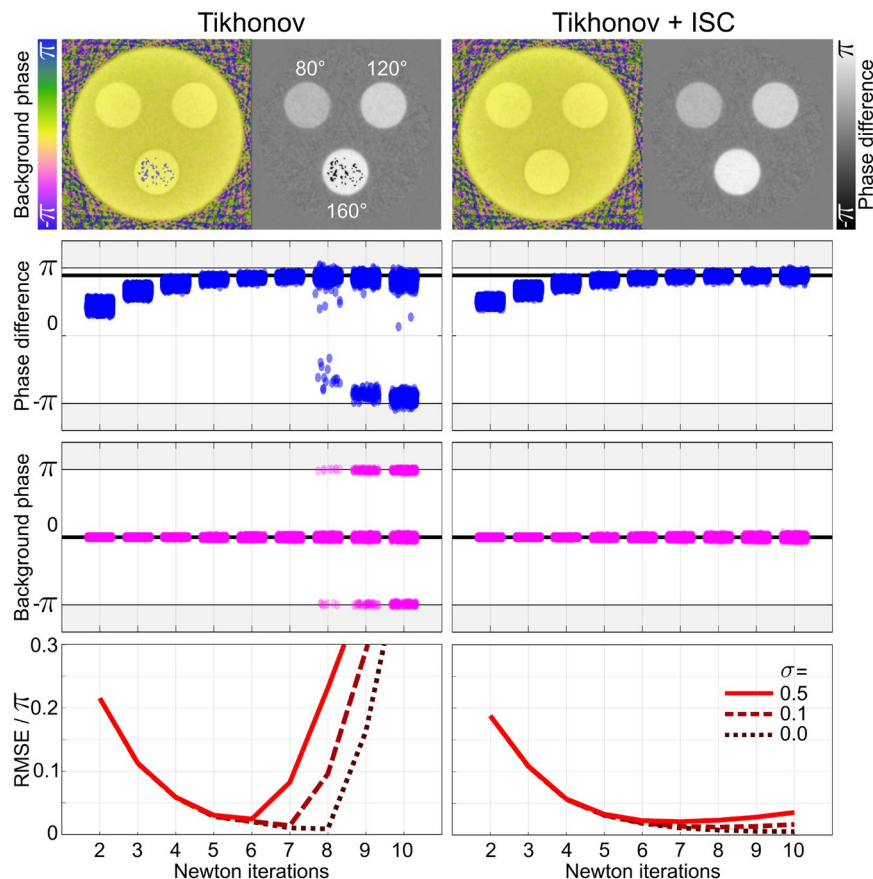 Tikhonov
Tikhonov + ISC
Background phase
π
-π
80°
120°
160°
π
-π
Phase difference
Phase difference
π
0
-π
Background phase
π
0
-π
RMSE / π
0.3
0.2
0.1
0
σ=
0.5
0.1
0.0
2 3 4 5 6 7 8 9 10
2 3 4 5 6 7 8 9 10
Newton iterations
Newton iterations